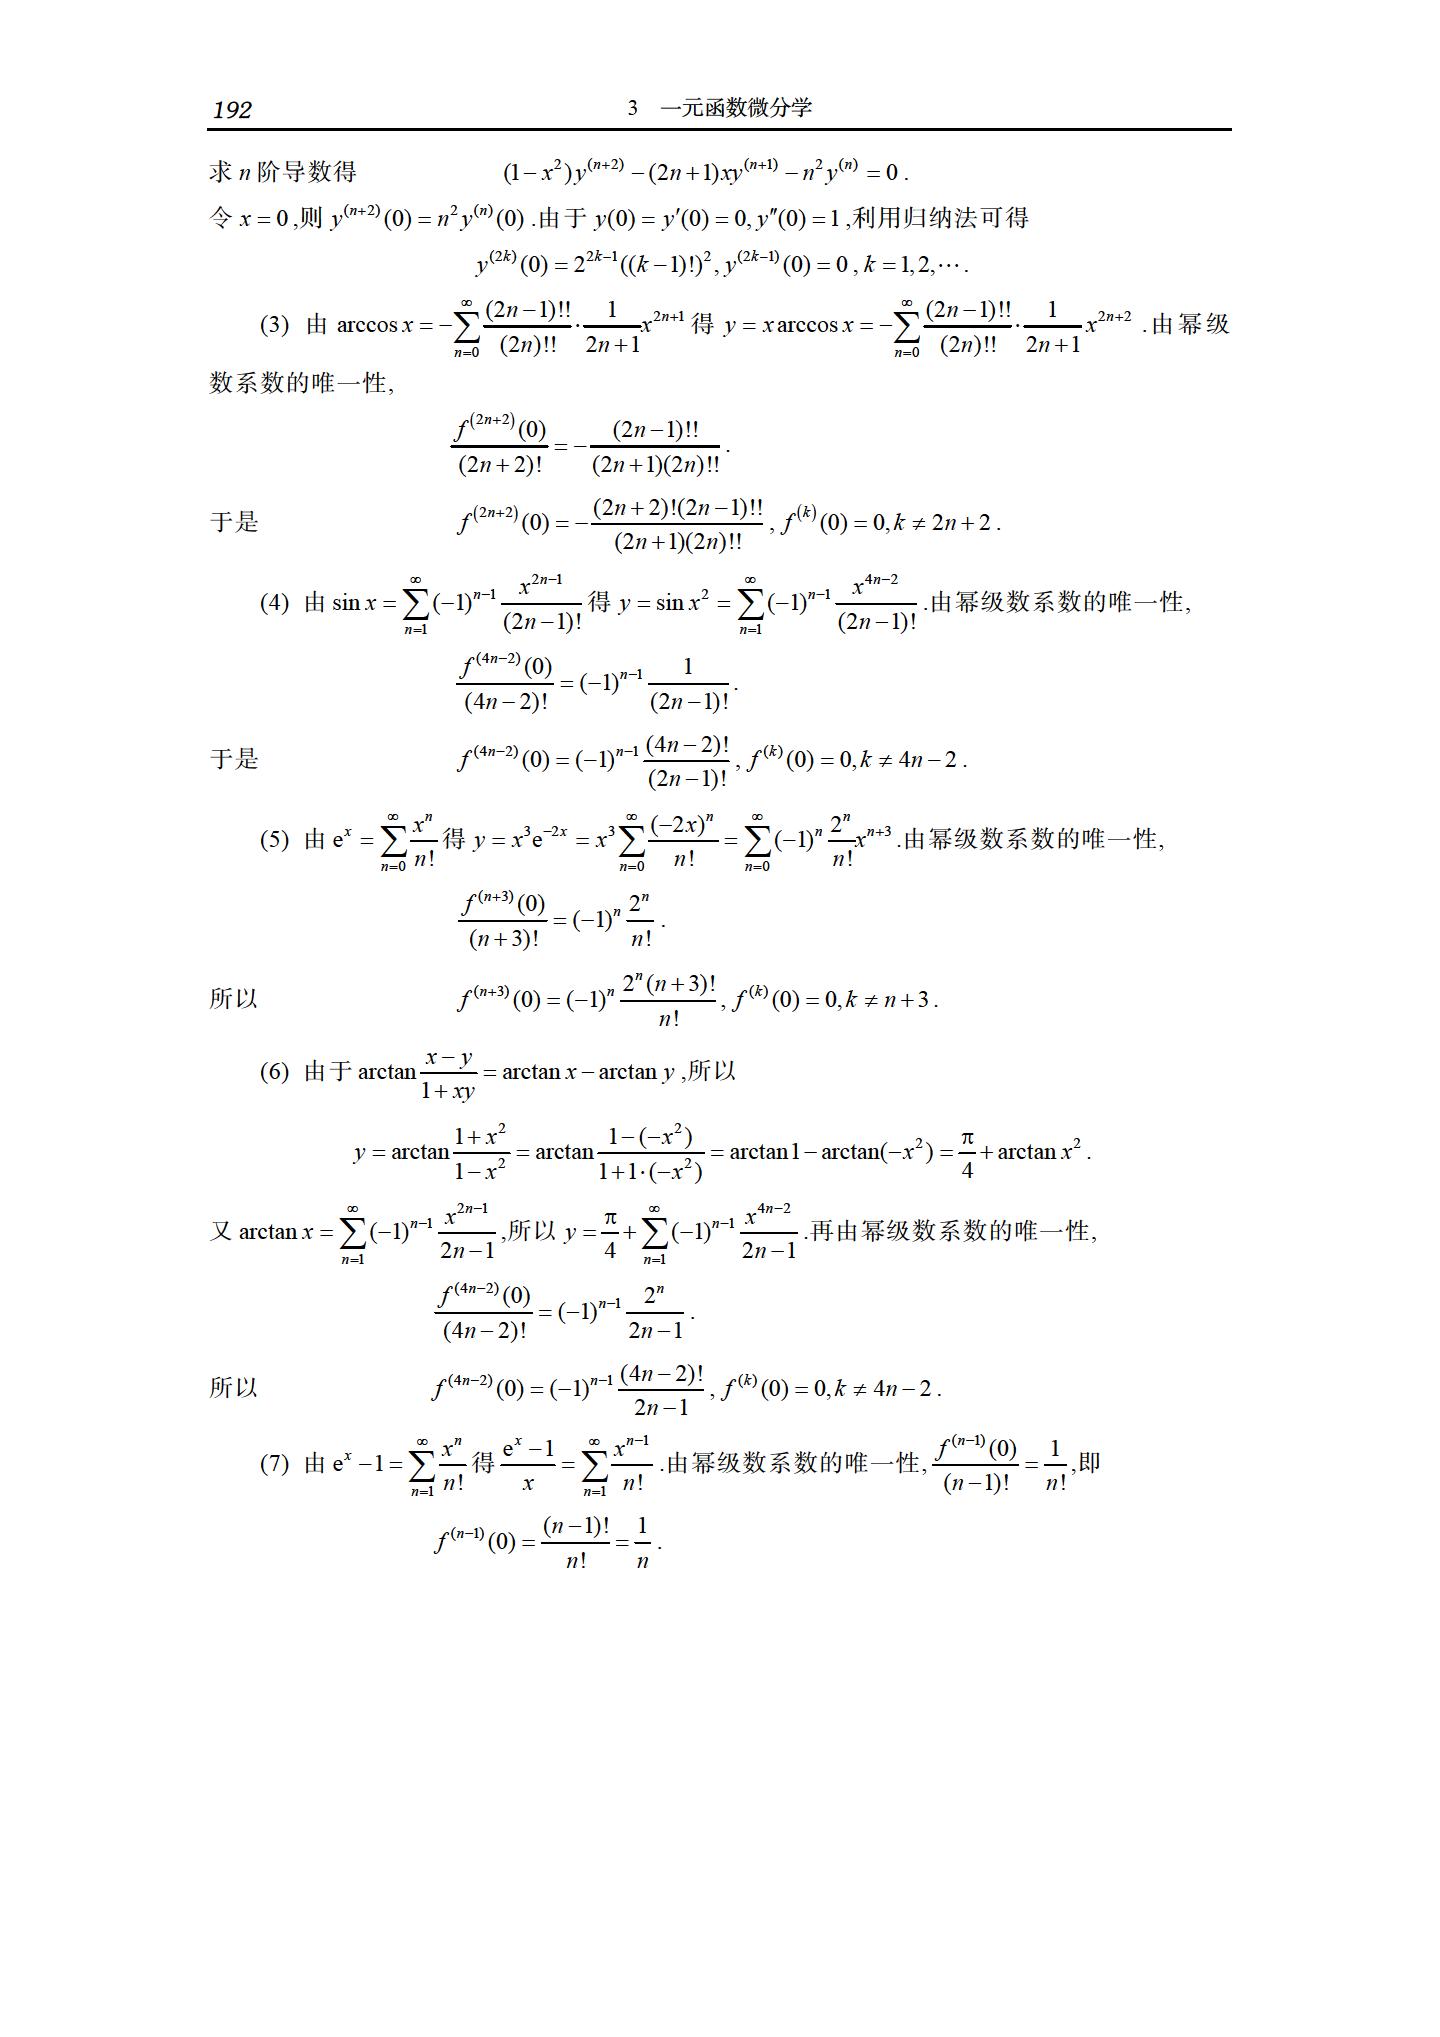 192 3 一元函数微分学
求 n 阶导数得 $(1-x^2)y^{(n+2)}-(2n+1)xy^{(n+1)}-n^2y^{(n)}=0$ .
令 $x=0$ ,则 $y^{(n+2)}(0)=n^2y^{(n)}(0)$ .由于 $y(0)=y'(0)=0,y''(0)=1$ ,利用归纳法可得
$y^{(2k)}(0)=2^{2k-1}((k-1)!)^2,y^{(2k-1)}(0)=0,k=1,2,\cdots$ .
(3) 由 $\arccos x=-\sum_{n=0}^{\infty}\frac{(2n-1)!!}{(2n)!!}\cdot\frac{1}{2n+1}x^{2n+1}$ 得 $y=x\arccos x=-\sum_{n=0}^{\infty}\frac{(2n-1)!!}{(2n)!!}\cdot\frac{1}{2n+1}x^{2n+2}$ .由幂级
数系数的唯一性,
$\frac{f^{(2n+2)}(0)}{(2n+2)!}=-\frac{(2n-1)!!}{(2n+1)(2n)!!}$ .
于是 $f^{(2n+2)}(0)=-\frac{(2n+2)!(2n-1)!!}{(2n+1)(2n)!!},f^{(k)}(0)=0,k\neq 2n+2$ .
(4) 由 $\sin x=\sum_{n=1}^{\infty}(-1)^{n-1}\frac{x^{2n-1}}{(2n-1)!}$ 得 $y=\sin x^2=\sum_{n=1}^{\infty}(-1)^{n-1}\frac{x^{4n-2}}{(2n-1)!}$ .由幂级数系数的唯一性,
$\frac{f^{(4n-2)}(0)}{(4n-2)!}=(-1)^{n-1}\frac{1}{(2n-1)!}$ .
于是 $f^{(4n-2)}(0)=(-1)^{n-1}\frac{(4n-2)!}{(2n-1)!},f^{(k)}(0)=0,k\neq 4n-2$ .
(5) 由 $\mathrm{e}^x=\sum_{n=0}^{\infty}\frac{x^n}{n!}$ 得 $y=x^3\mathrm{e}^{-2x}=x^3\sum_{n=0}^{\infty}\frac{(-2x)^n}{n!}=\sum_{n=0}^{\infty}(-1)^n\frac{2^n}{n!}x^{n+3}$ .由幂级数系数的唯一性,
$\frac{f^{(n+3)}(0)}{(n+3)!}=(-1)^n\frac{2^n}{n!}$ .
所以 $f^{(n+3)}(0)=(-1)^n\frac{2^n(n+3)!}{n!},f^{(k)}(0)=0,k\neq n+3$ .
(6) 由于 $\arctan\frac{x-y}{1+xy}=\arctan x-\arctan y$ ,所以
$y=\arctan\frac{1+x^2}{1-x^2}=\arctan\frac{1-(-x^2)}{1+1\cdot(-x^2)}=\arctan 1-\arctan(-x^2)=\frac{\pi}{4}+\arctan x^2$ .
又 $\arctan x=\sum_{n=1}^{\infty}(-1)^{n-1}\frac{x^{2n-1}}{2n-1}$ ,所以 $y=\frac{\pi}{4}+\sum_{n=1}^{\infty}(-1)^{n-1}\frac{x^{4n-2}}{2n-1}$ .再由幂级数系数的唯一性,
$\frac{f^{(4n-2)}(0)}{(4n-2)!}=(-1)^{n-1}\frac{2^n}{2n-1}$ .
所以 $f^{(4n-2)}(0)=(-1)^{n-1}\frac{(4n-2)!}{2n-1},f^{(k)}(0)=0,k\neq 4n-2$ .
(7) 由 $\mathrm{e}^x-1=\sum_{n=1}^{\infty}\frac{x^n}{n!}$ 得 $\frac{\mathrm{e}^x-1}{x}=\sum_{n=1}^{\infty}\frac{x^{n-1}}{n!}$ .由幂级数系数的唯一性, $\frac{f^{(n-1)}(0)}{(n-1)!}=\frac{1}{n!}$ ,即
$f^{(n-1)}(0)=\frac{(n-1)!}{n!}=\frac{1}{n}$ .